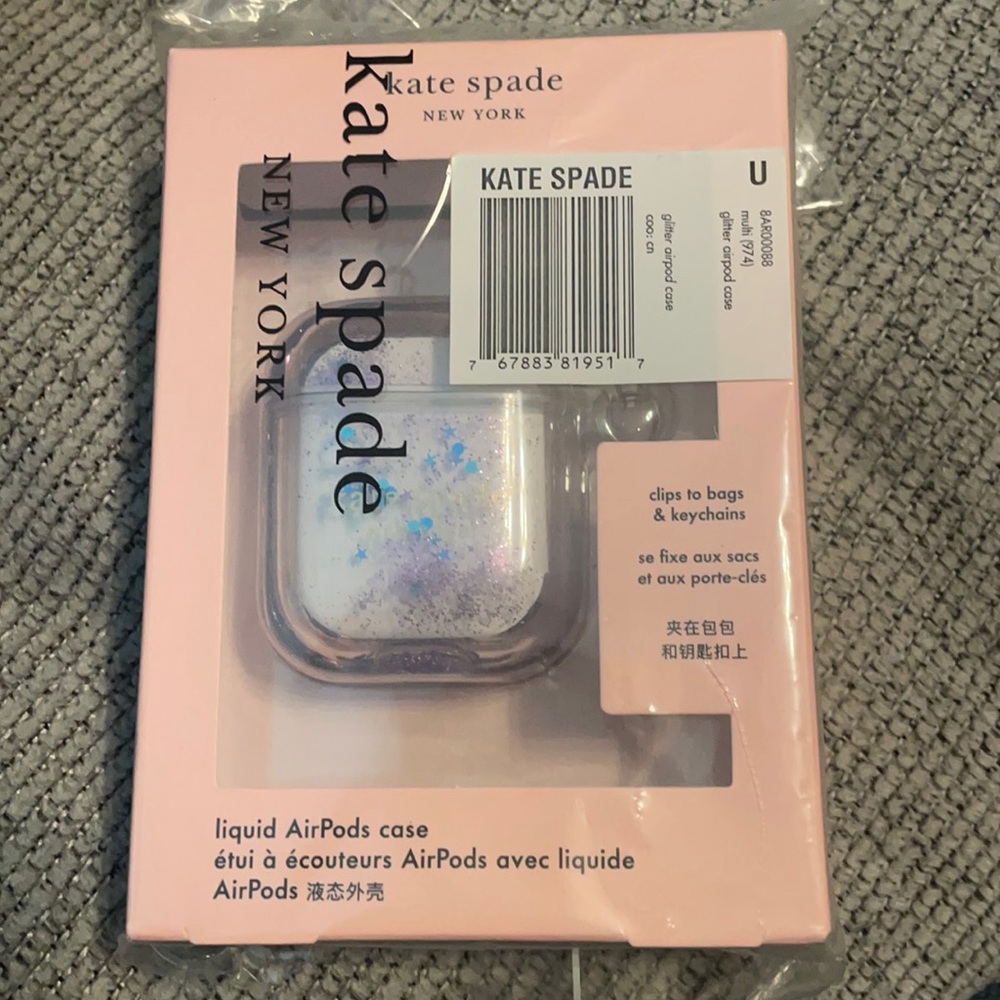 kate spade
NEW YORK
kate spade
NEW YORK
KATE SPADE
U
8AR00088
multi (974)
glitter airpod case
glitter airpod case
coo: cn
7 67883 81951 7
clips to bags
& keychains
se fixe aux sacs
et aux porte-clés
夹在包包
和钥匙扣上
liquid AirPods case
étui à écouteurs AirPods avec liquide
AirPods 液态外壳